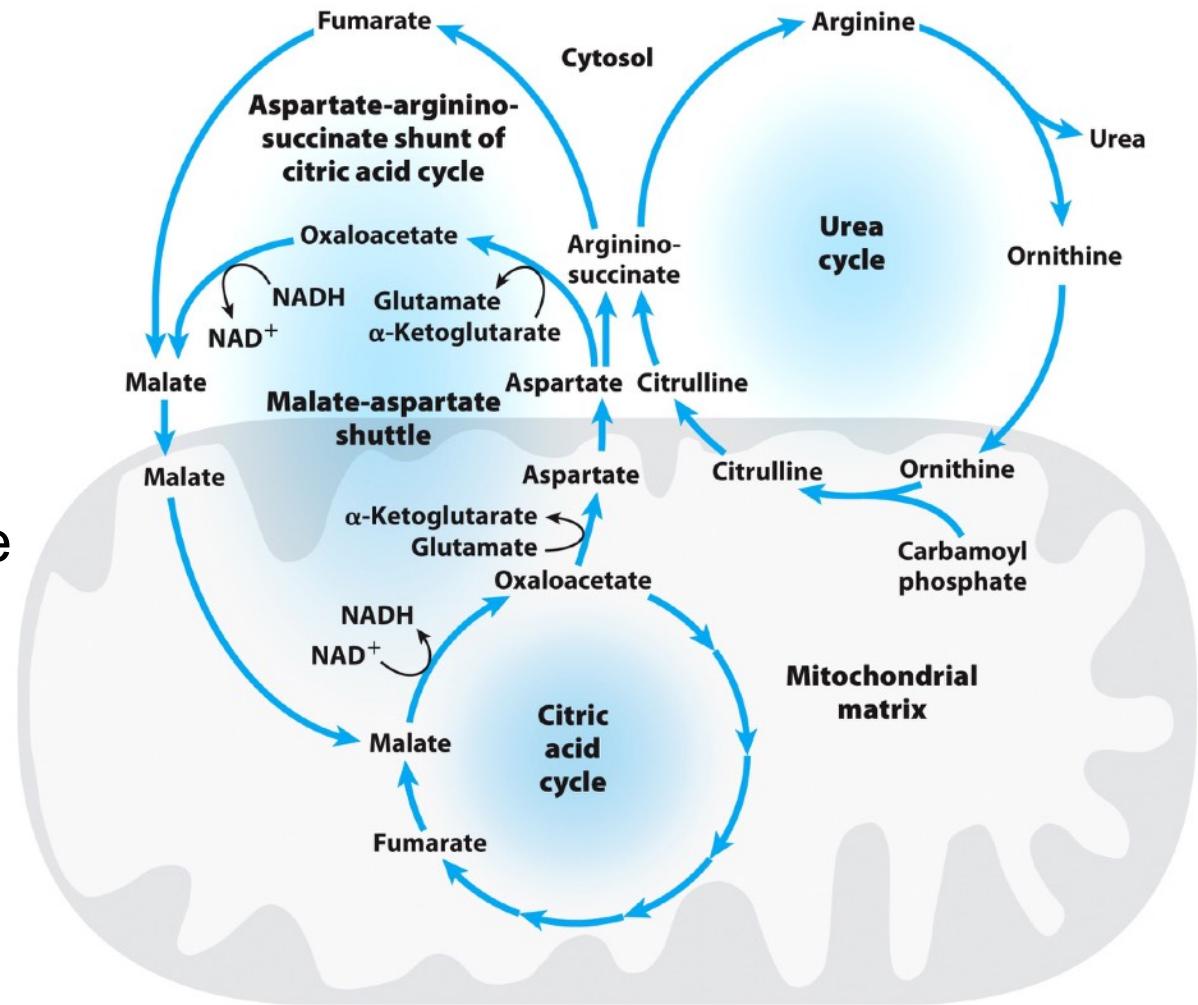 Fumarate
Cytosol
Arginine
Aspartate-arginino-
succinate shunt of
citric acid cycle
Urea
Oxaloacetate
Arginino-
succinate
Urea
cycle
Ornithine
NADH
NAD⁺
Glutamate
α-Ketoglutarate
Malate
Malate-aspartate
shuttle
Aspartate
Citrulline
Malate
Aspartate
Citrulline
Ornithine
α-Ketoglutarate
Glutamate
Carbamoyl
phosphate
e
Oxaloacetate
NADH
NAD⁺
Mitochondrial
matrix
Citric
acid
cycle
Malate
Fumarate